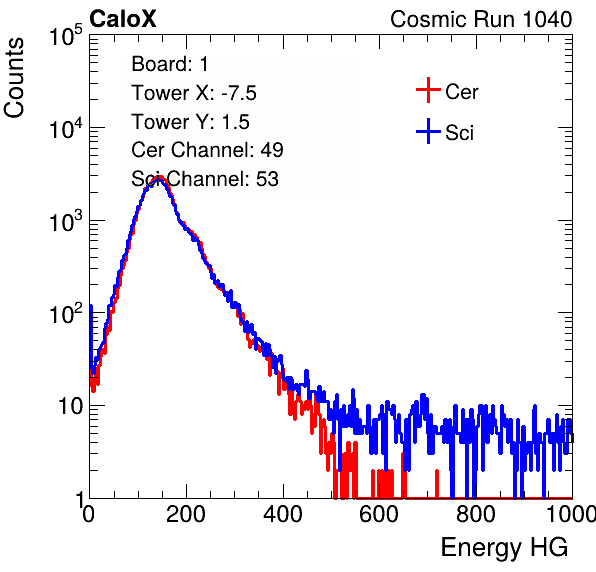 CaloX Cosmic Run 1040
Counts
10^5
10^4
10^3
10^2
10
1
Board: 1
Tower X: -7.5
Tower Y: 1.5
Cer Channel: 49
Sci Channel: 53
Cer
Sci
0 200 400 600 800 1000
Energy HG